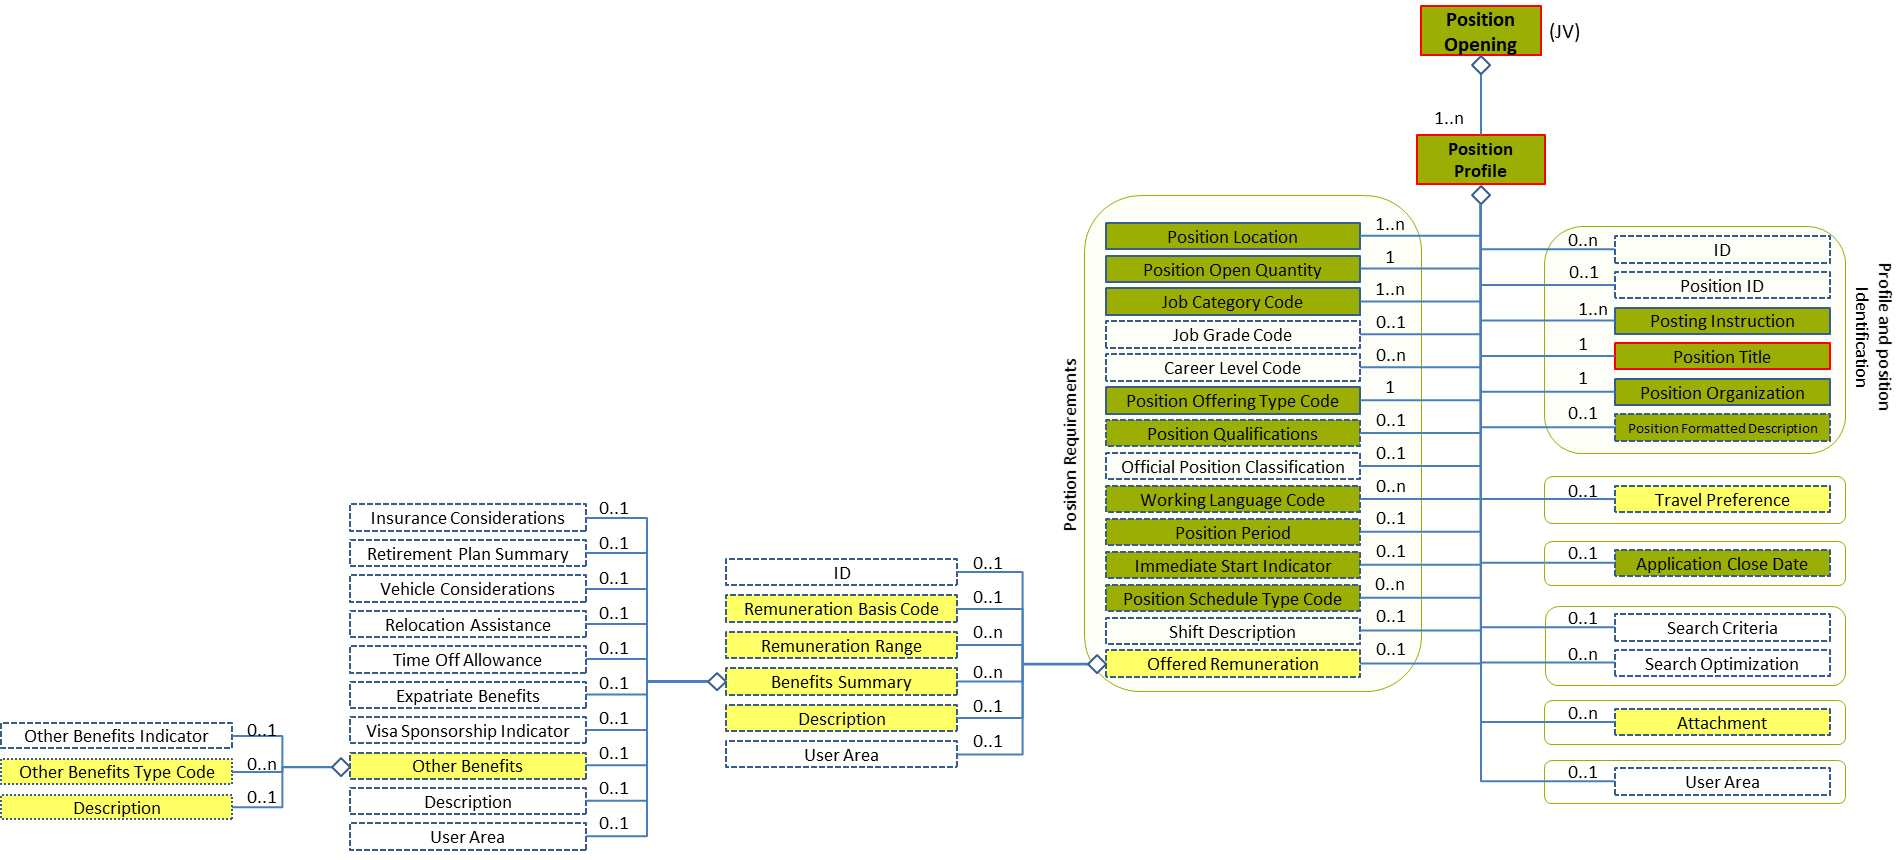 Position
Opening
(JV)
1..n
Position
Profile
Position Requirements
Position Location
1..n
Position Open Quantity
1
Job Category Code
1..n
Job Grade Code
0..1
Career Level Code
0..n
Position Offering Type Code
1
Position Qualifications
0..1
Official Position Classification
0..1
Working Language Code
0..n
Position Period
0..1
Immediate Start Indicator
0..1
Position Schedule Type Code
0..n
Shift Description
0..1
Offered Remuneration
0..1
Profile and position
Identification
0..n
ID
0..1
Position ID
1..n
Posting Instruction
1
Position Title
1
Position Organization
0..1
Position Formatted Description
0..1
Travel Preference
0..1
Application Close Date
0..1
Search Criteria
0..n
Search Optimization
0..n
Attachment
0..1
User Area
ID
0..1
Remuneration Basis Code
0..1
Remuneration Range
0..n
Benefits Summary
0..n
Description
0..1
User Area
0..1
Insurance Considerations
0..1
Retirement Plan Summary
0..1
Vehicle Considerations
0..1
Relocation Assistance
0..1
Time Off Allowance
0..1
Expatriate Benefits
0..1
Visa Sponsorship Indicator
0..1
Other Benefits
0..1
Description
0..1
User Area
0..1
Other Benefits Indicator
0..1
Other Benefits Type Code
0..n
Description
0..1